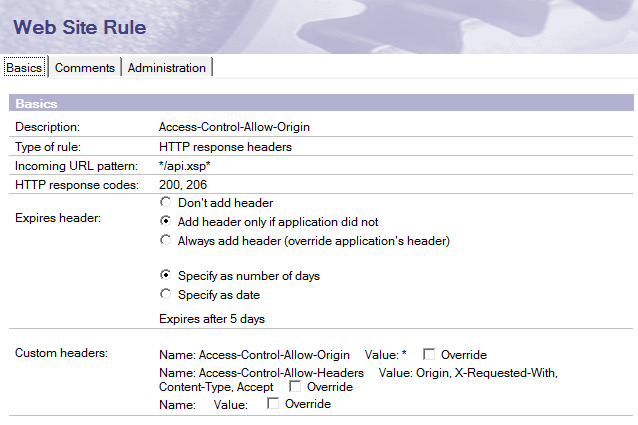 Web Site Rule
Basics Comments Administration
Basics
Description: Access-Control-Allow-Origin
Type of rule: HTTP response headers
Incoming URL pattern: */api.xsp*
HTTP response codes: 200, 206
Expires header: Don't add header
Add header only if application did not
Always add header (override application's header)
Specify as number of days
Specify as date
Expires after 5 days
Custom headers: Name: Access-Control-Allow-Origin Value: * Override
Name: Access-Control-Allow-Headers Value: Origin, X-Requested-With,
Content-Type, Accept Override
Name: Value: Override